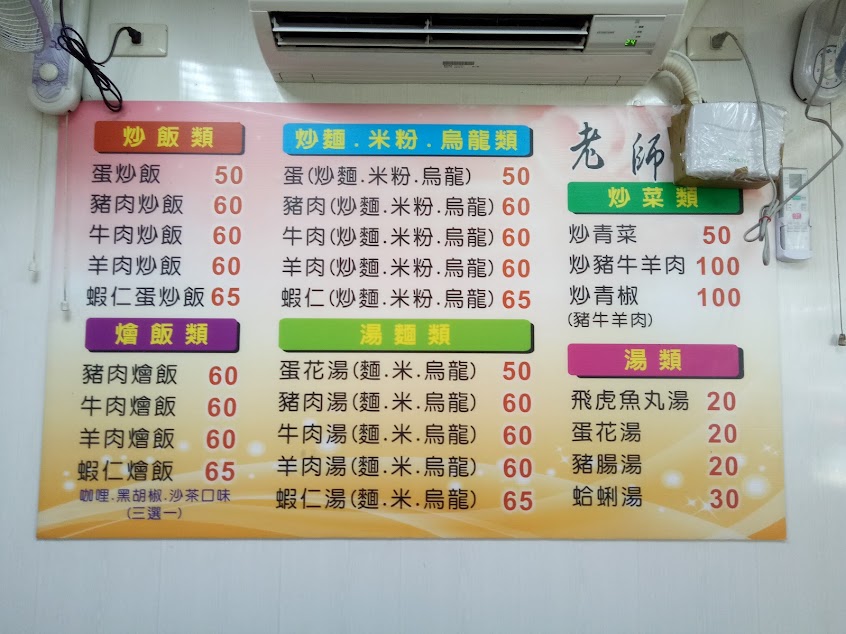 炒飯類
蛋炒飯 50
豬肉炒飯 60
牛肉炒飯 60
羊肉炒飯 60
蝦仁蛋炒飯 65
燴飯類
豬肉燴飯 60
牛肉燴飯 60
羊肉燴飯 60
蝦仁燴飯 65
咖哩.黑胡椒.沙茶口味
(三選一)
炒麵.米粉.烏龍類
蛋(炒麵.米粉.烏龍) 50
豬肉(炒麵.米粉.烏龍) 60
牛肉(炒麵.米粉.烏龍) 60
羊肉(炒麵.米粉.烏龍) 60
蝦仁(炒麵.米粉.烏龍) 65
湯麵類
蛋花湯(麵.米.烏龍) 50
豬肉湯(麵.米.烏龍) 60
牛肉湯(麵.米.烏龍) 60
羊肉湯(麵.米.烏龍) 60
蝦仁湯(麵.米.烏龍) 65
老師
炒菜類
炒青菜 50
炒豬牛羊肉 100
炒青椒 100
(豬牛羊肉)
湯類
飛虎魚丸湯 20
蛋花湯 20
豬腸湯 20
蛤蜊湯 30